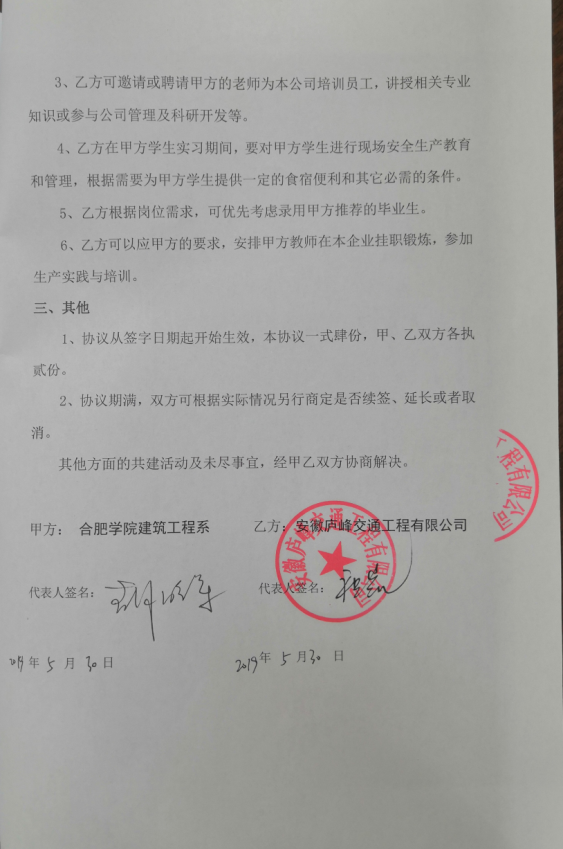 3、乙方可邀请或聘请甲方的老师为本公司培训员工，讲授相关专业
知识或参与公司管理及科研开发等。
4、乙方在甲方学生实习期间，要对甲方学生进行现场安全生产教育
和管理，根据需要为甲方学生提供一定的食宿便利和其它必需的条件。
5、乙方根据岗位需求，可优先考虑录用甲方推荐的毕业生。
6、乙方可以应甲方的要求，安排甲方教师在本企业挂职锻炼，参加
生产实践与培训。
三、其他
1、协议从签字日期起开始生效，本协议一式肆份，甲、乙双方各执
贰份。
2、协议期满，双方可根据实际情况另行商定是否续签、延长或者取
消。
其他方面的共建活动及未尽事宜，经甲乙双方协商解决。
工程有限公司
甲方： 合肥学院建筑工程系 乙方：安徽庐峰交通工程有限公司
安徽庐峰交通工程有限公司
代表人签名： 代表人签名：
2019年 5 月 30 日 2019年 5 月 30 日